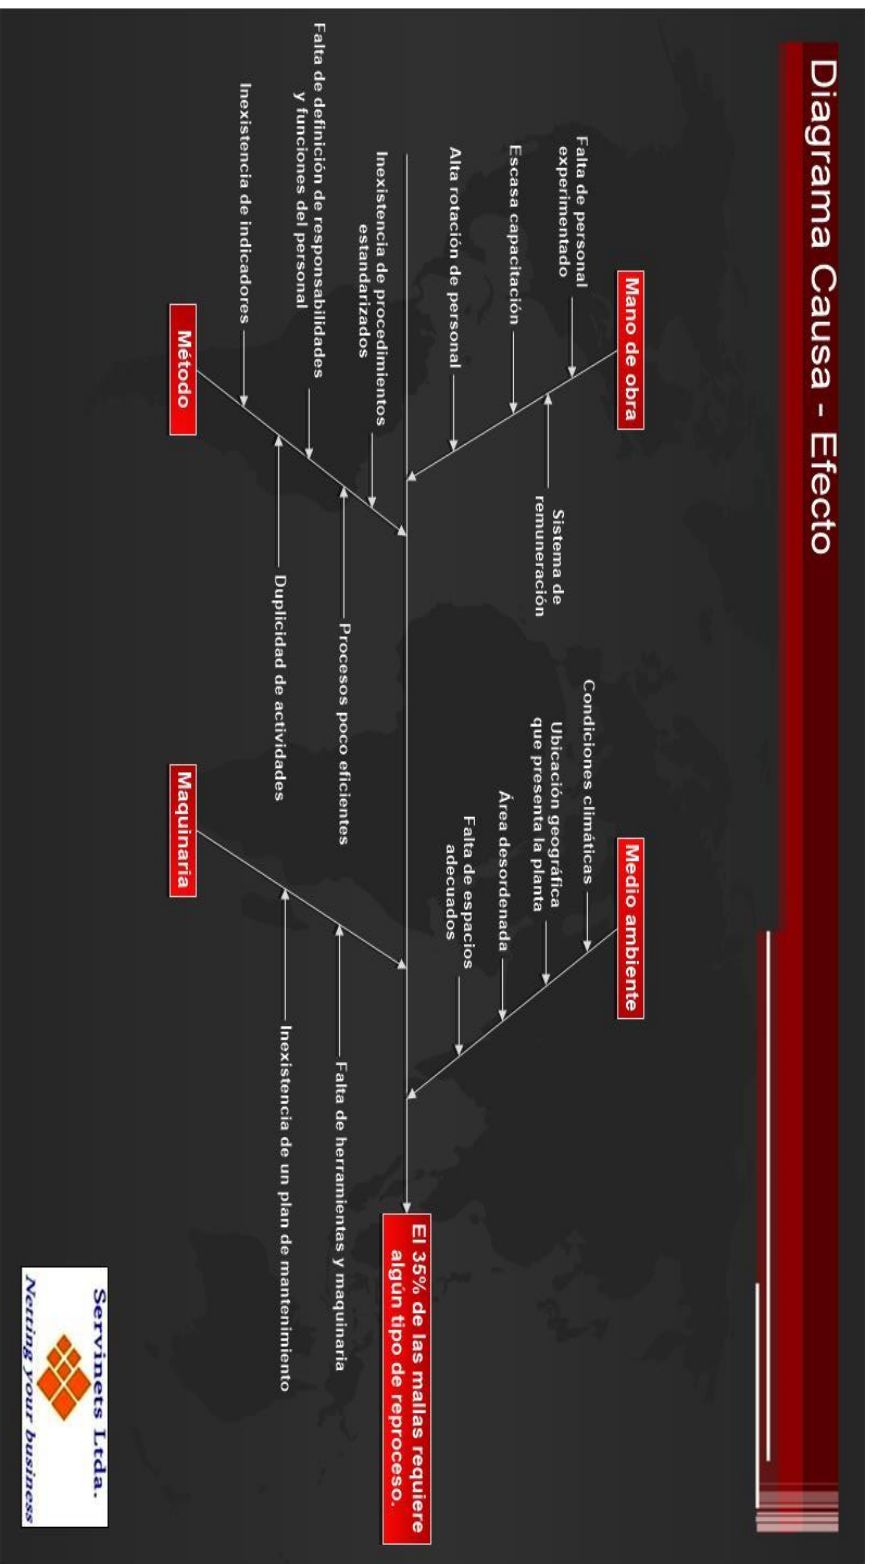 Diagrama Causa - Efecto
Mano de obra
Falta de personal
experimentado
Escasa capacitación
Alta rotación de personal
Sistema de
remuneración
Medio ambiente
Condiciones climáticas
Ubicación geográfica
que presenta la planta
Área desordenada
Falta de espacios
adecuados
El 35% de las mallas requiere
algún tipo de reproceso.
Inexistencia de procedimientos
estandarizados
Falta de definición de responsabilidades
y funciones del personal
Inexistencia de indicadores
Procesos poco eficientes
Duplicidad de actividades
Método
Falta de herramientas y maquinaria
Inexistencia de un plan de mantenimiento
Maquinaria
Servinets Ltda.
Netting your business